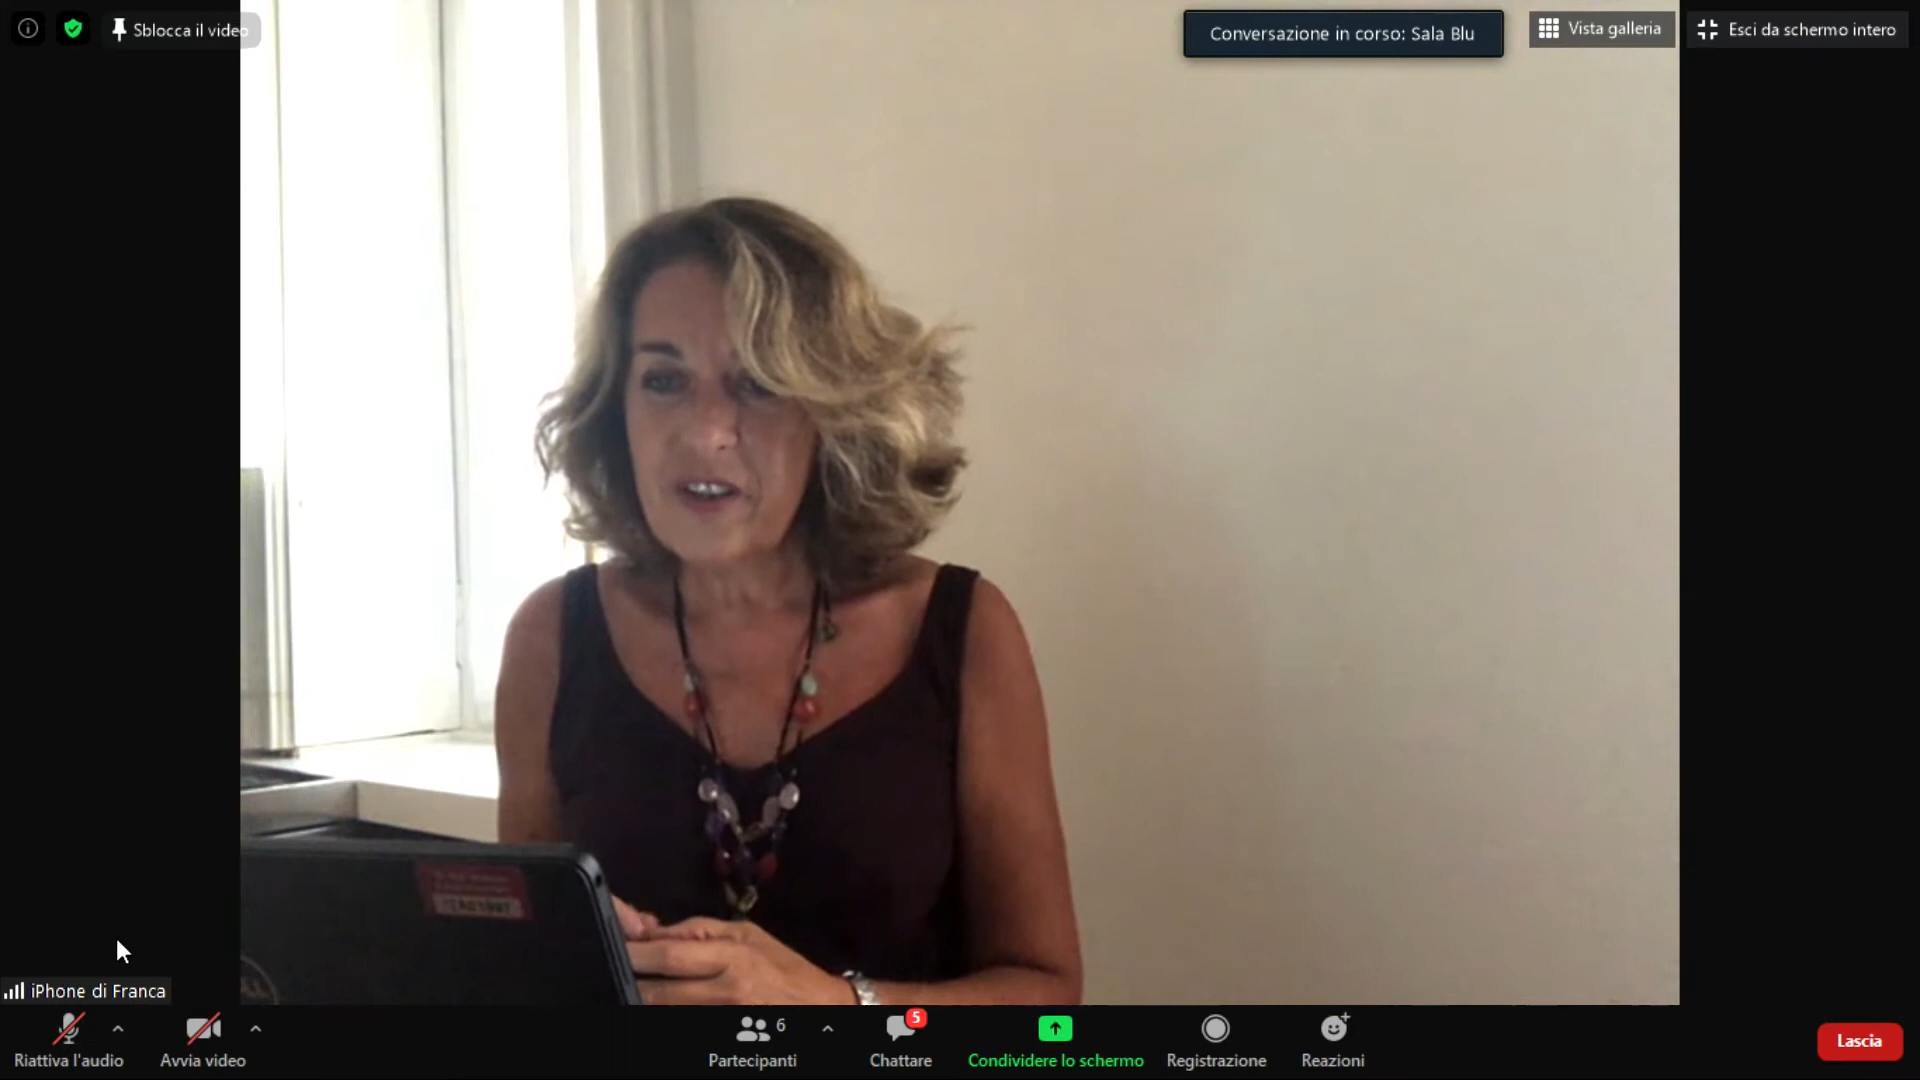 Sblocca il video
Conversazione in corso: Sala Blu
Vista galleria
Esci da schermo intero
iPhone di Franca
Riattiva l'audio
Avvia video
6
Partecipanti
5
Chattare
Condividere lo schermo
Registrazione
Reazioni
Lascia